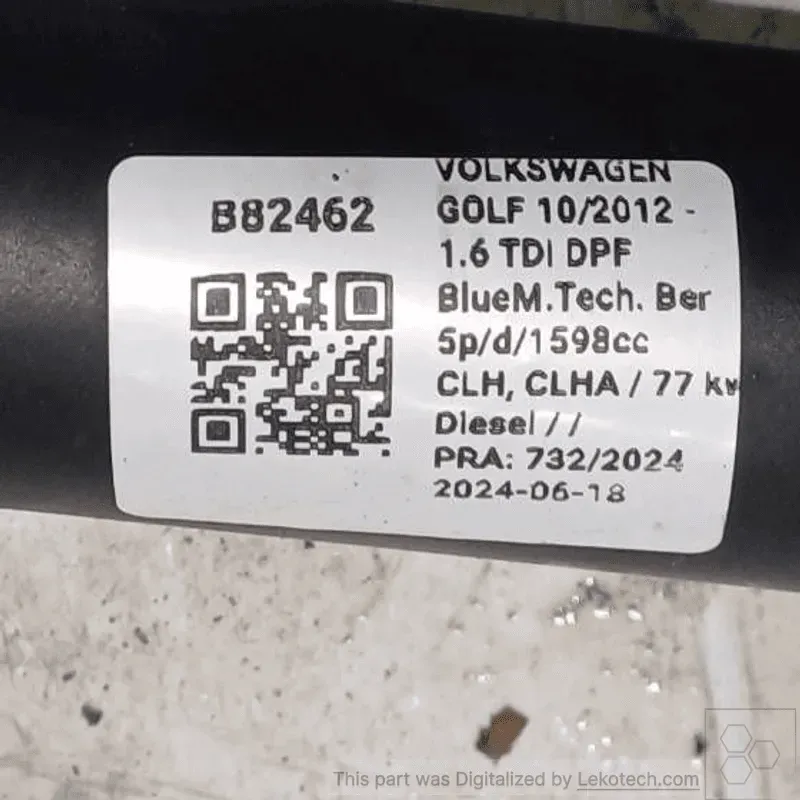 B82462
VOLKSWAGEN
GOLF 10/2012 -
1.6 TDI DPF
BlueM.Tech. Ber
5p/d/1598cc
CLH, CLHA / 77 kw
Diesel / /
PRA: 732/2024
2024-06-18
This part was Digitalized by Lekotech.com